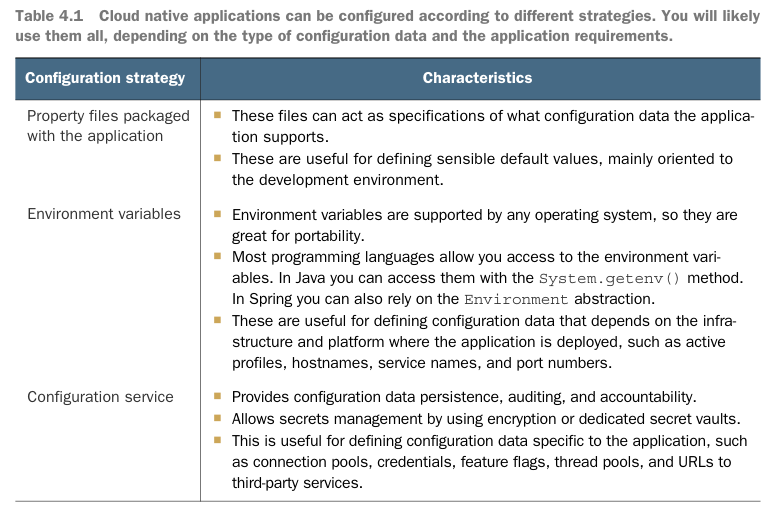 Table 4.1 Cloud native applications can be configured according to different strategies. You will likely
use them all, depending on the type of configuration data and the application requirements.
Configuration strategy
Characteristics
Property files packaged
with the application
■ These files can act as specifications of what configuration data the applica-
tion supports.
■ These are useful for defining sensible default values, mainly oriented to
the development environment.
Environment variables
■ Environment variables are supported by any operating system, so they are
great for portability.
■ Most programming languages allow you access to the environment vari-
ables. In Java you can access them with the System.getenv() method.
In Spring you can also rely on the Environment abstraction.
■ These are useful for defining configuration data that depends on the infra-
structure and platform where the application is deployed, such as active
profiles, hostnames, service names, and port numbers.
Configuration service
■ Provides configuration data persistence, auditing, and accountability.
■ Allows secrets management by using encryption or dedicated secret vaults.
■ This is useful for defining configuration data specific to the application, such
as connection pools, credentials, feature flags, thread pools, and URLs to
third-party services.